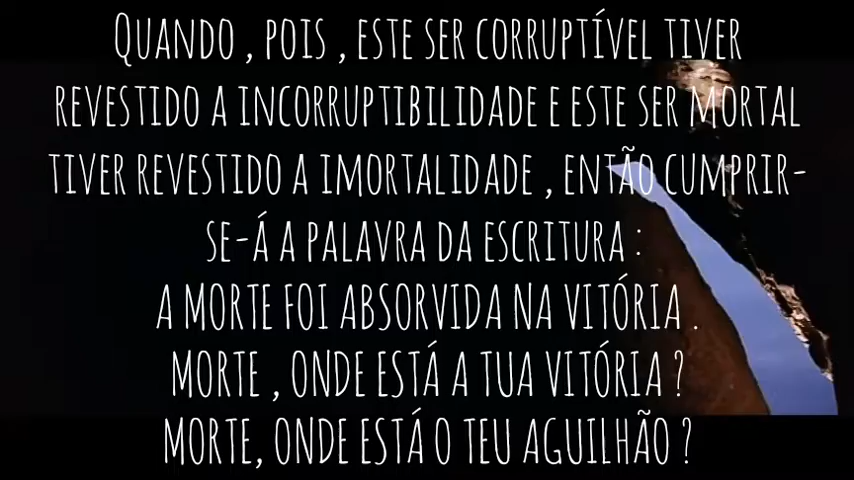 QUANDO , POIS , ESTE SER CORRUPTÍVEL TIVER
REVESTIDO A INCORRUPTIBILIDADE E ESTE SER MORTAL
TIVER REVESTIDO A IMORTALIDADE , ENTÃO CUMPRIR-
SE-Á A PALAVRA DA ESCRITURA :
A MORTE FOI ABSORVIDA NA VITÓRIA .
MORTE , ONDE ESTÁ A TUA VITÓRIA ?
MORTE, ONDE ESTÁ O TEU AGUILHÃO ?